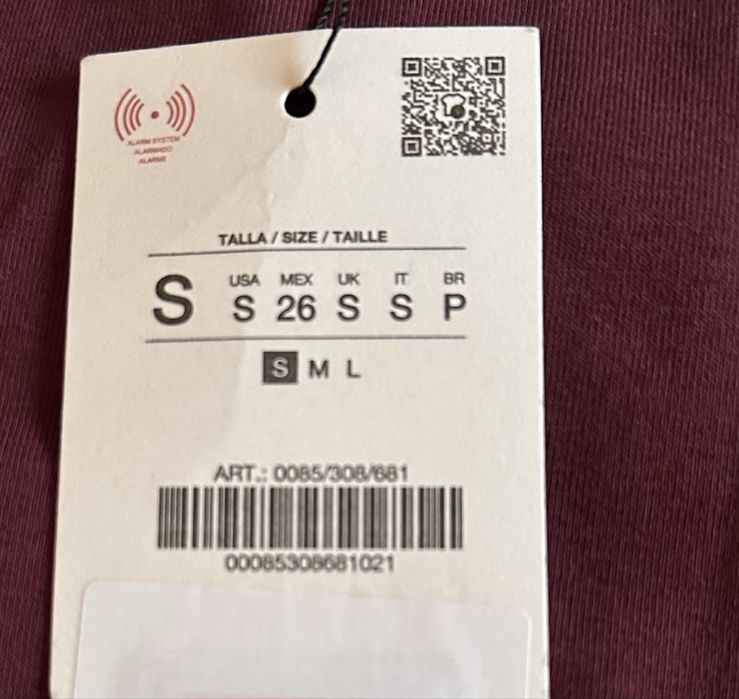 ALARM SYSTEM
ALARMADO
ALARME
TALLA / SIZE / TAILLE
USA MEX UK IT BR
S S 26 S S P
S M L
ART.: 0085/308/681
00085308681021